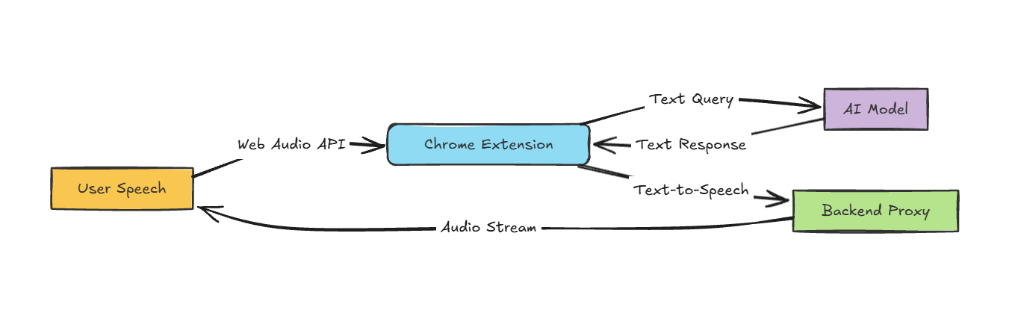 Text Query
AI Model
Web Audio API
Chrome Extension
Text Response
User Speech
Text-to-Speech
Backend Proxy
Audio Stream